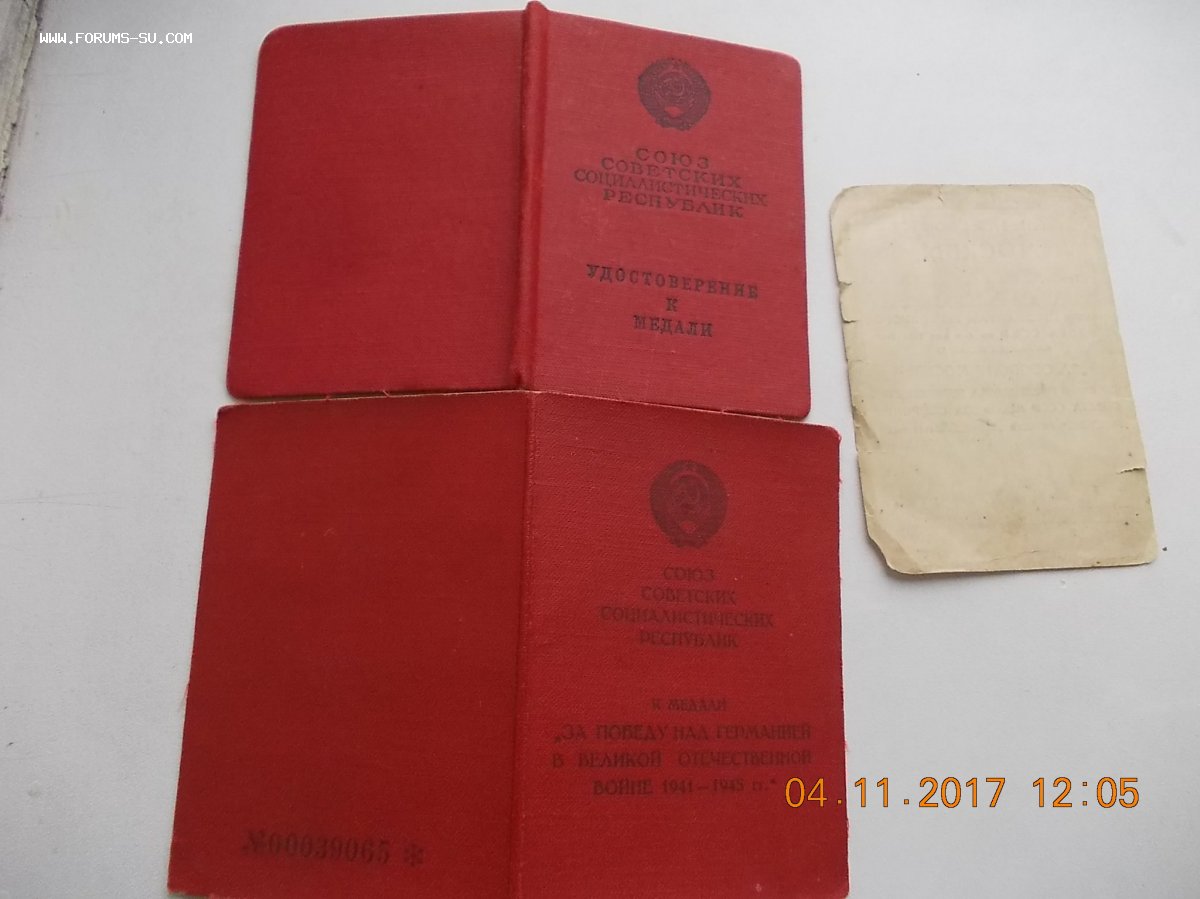 WWW.FORUMS-SU.COM
СОЮЗ
СОВЕТСКИХ
СОЦИАЛИСТИЧЕСКИХ
РЕСПУБЛИК
УДОСТОВЕРЕНИЕ
К
МЕДАЛИ
СОЮЗ
СОВЕТСКИХ
СОЦИАЛИСТИЧЕСКИХ
РЕСПУБЛИК
К МЕДАЛИ
„ЗА ПОБЕДУ НАД ГЕРМАНИЕЙ
В ВЕЛИКОЙ ОТЕЧЕСТВЕННОЙ
ВОЙНЕ 1941—1945 гг.“
№00039065 *
04.11.2017 12:05